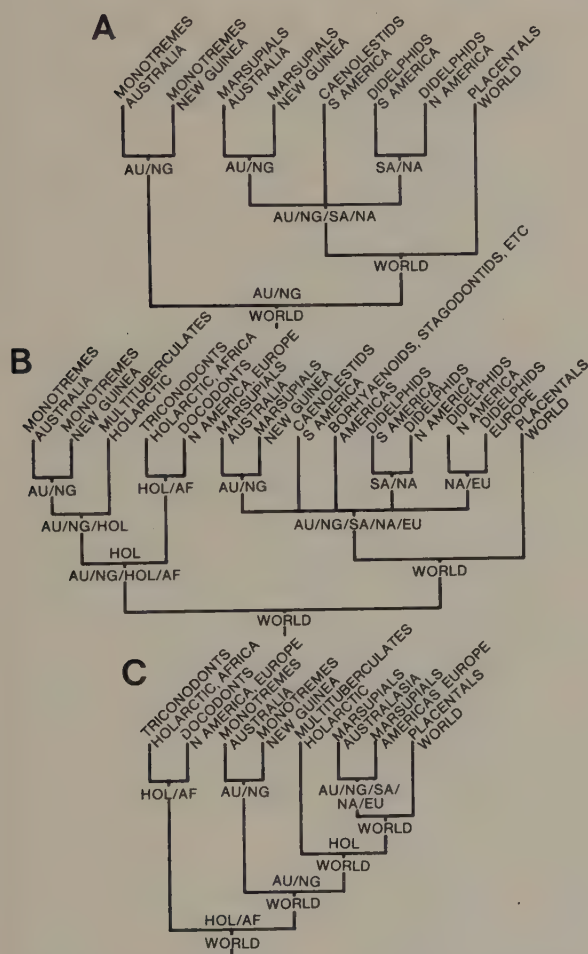 A
MONOTREMES
AUSTRALIA
MONOTREMES
NEW GUINEA
MARSUPIALS
AUSTRALIA
MARSUPIALS
NEW GUINEA
CAENOLESTIDS
S AMERICA
DIDELPHIDS
S AMERICA
DIDELPHIDS
N AMERICA
PLACENTALS
WORLD
AU/NG
AU/NG
SA/NA
AU/NG/SA/NA
WORLD
AU/NG
WORLD
B
MONOTREMES
AUSTRALIA
MONOTREMES
NEW GUINEA
MULTITUBERCULATES
HOLARCTIC
TRICONODONTS
HOLARCTIC AFRICA
DOCODONTS
N AMERICA, EUROPE
MARSUPIALS
AUSTRALIA
MARSUPIALS
NEW GUINEA
CAENOLESTIDS
S AMERICA
BORHYAENOIDS, STAGODONTIDS, ETC
AMERICAS
DIDELPHIDS
S AMERICA
DIDELPHIDS
N AMERICA
DIDELPHIDS
N AMERICA
DIDELPHIDS
EUROPE
PLACENTALS
WORLD
AU/NG
HOL/AF
AU/NG
SA/NA
NA/EU
AU/NG/HOL
AU/NG/SA/NA/EU
HOL
AU/NG/HOL/AF
WORLD
WORLD
C
TRICONODONTS
HOLARCTIC, AFRICA
DOCODONTS
N AMERICA, EUROPE
MONOTREMES
AUSTRALIA
MONOTREMES
NEW GUINEA
MULTITUBERCULATES
HOLARCTIC
MARSUPIALS
AUSTRALASIA
MARSUPIALS
AMERICAS EUROPE
PLACENTALS
WORLD
HOL/AF
AU/NG
AU/NG/SA/
NA/EU
WORLD
HOL
WORLD
AU/NG
WORLD
HOL/AF
WORLD